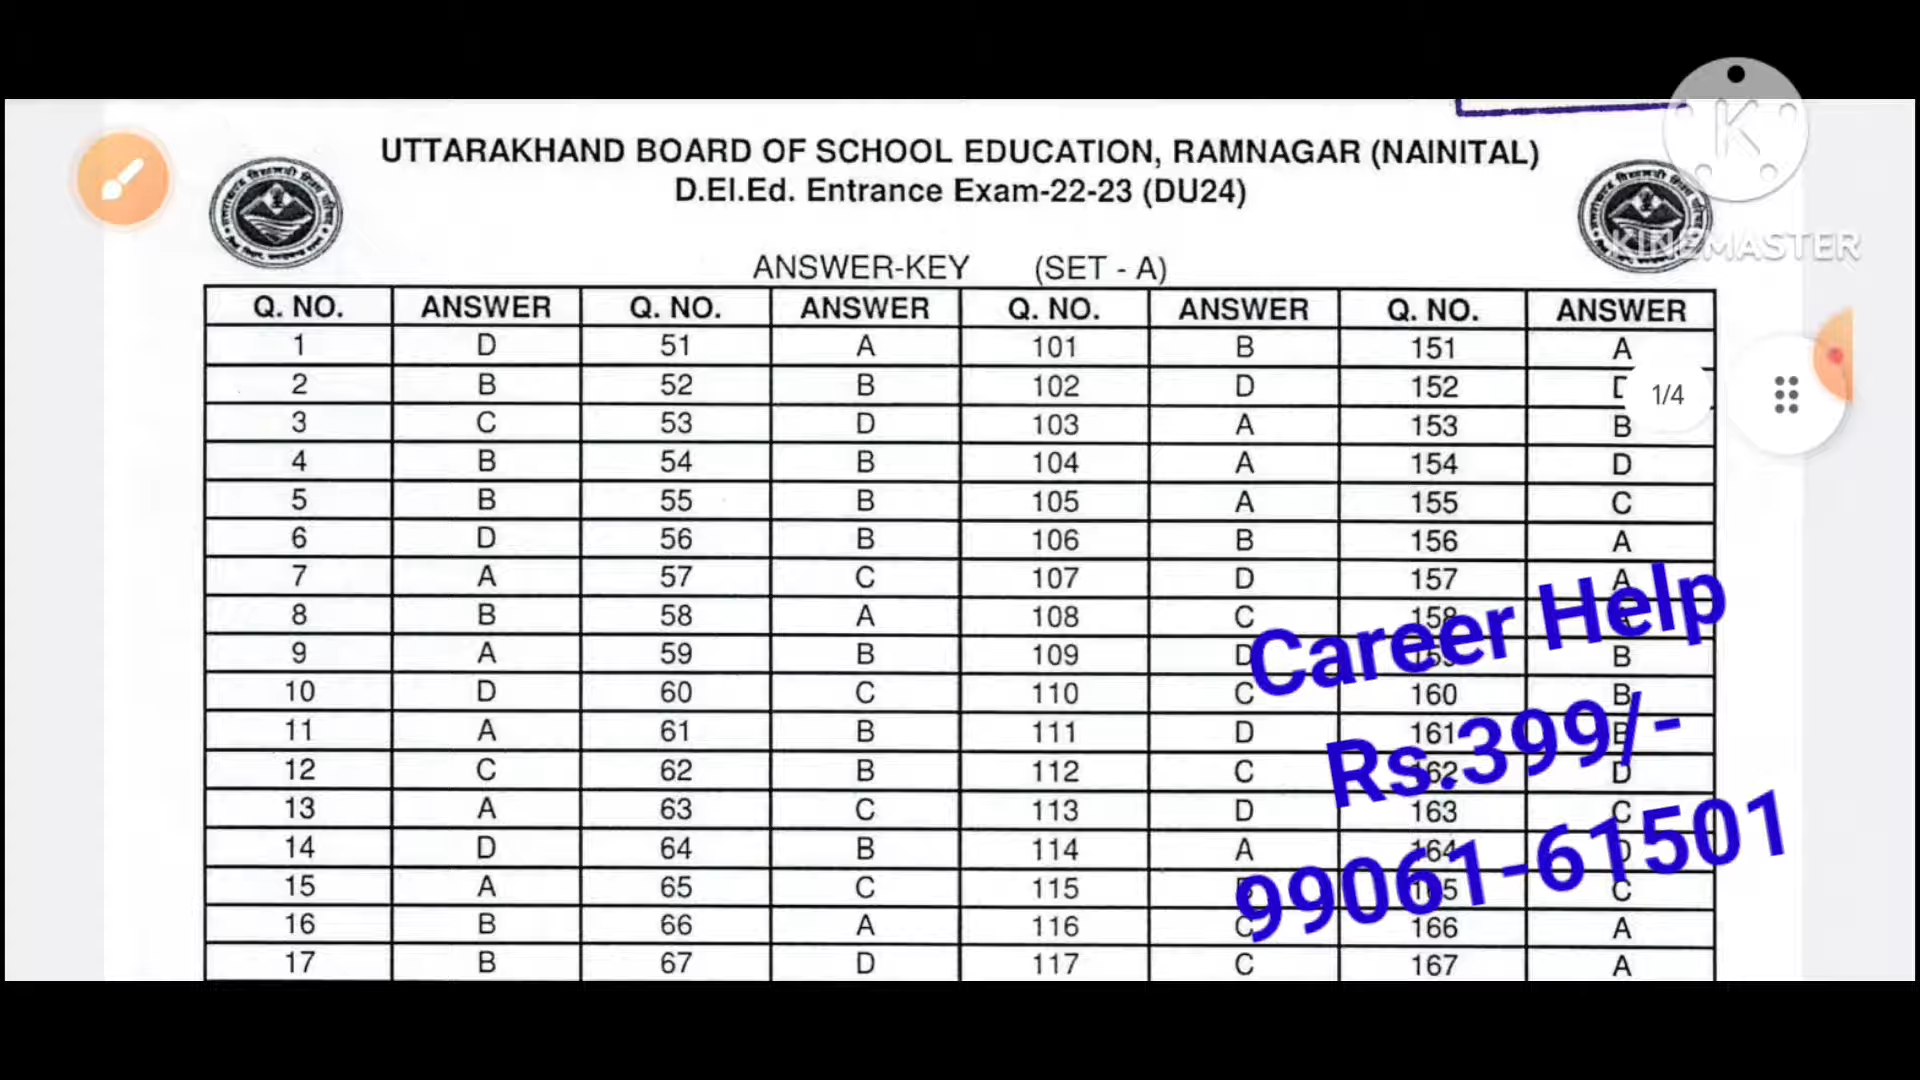 UTTARAKHAND BOARD OF SCHOOL EDUCATION, RAMNAGAR (NAINITAL)
D.El.Ed. Entrance Exam-22-23 (DU24)
KINEMASTER
ANSWER-KEY (SET - A)
Q. NO. ANSWER Q. NO. ANSWER Q. NO. ANSWER Q. NO. ANSWER
1 D 51 A 101 B 151 A
2 B 52 B 102 D 152
1/4
3 C 53 D 103 A 153 B
4 B 54 B 104 A 154 D
5 B 55 B 105 A 155 C
6 D 56 B 106 B 156 A
7 A 57 C 107 D 157 A
8 B 58 A 108 C 158
9 A 59 B 109 D 159 B
10 D 60 C 110 C 160 B
11 A 61 B 111 D 161 B
12 C 62 B 112 C 162 D
13 A 63 C 113 D 163 C
14 D 64 B 114 A 164
15 A 65 C 115 165 C
16 B 66 A 116 C 166 A
17 B 67 D 117 C 167 A
Career Help
Rs.399/-
99061-61501